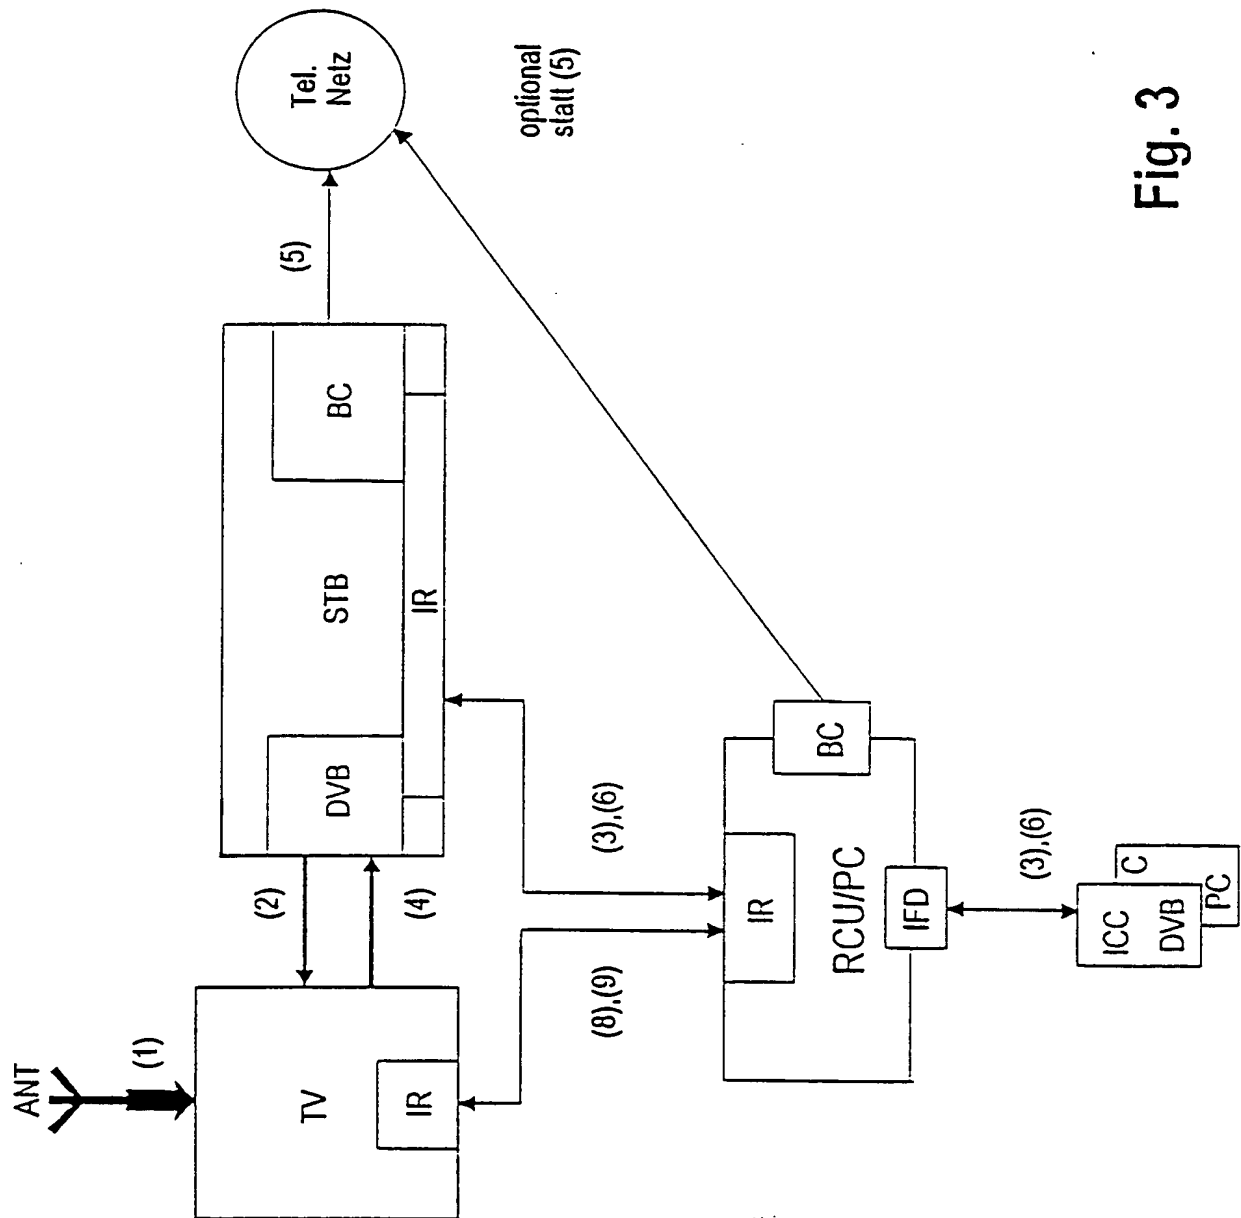 ANT
(1)
TV
IR
(2)
(4)
DVB
STB
BC
IR
(5)
Tel.
Netz
optional
statt (5)
(8),(9)
(3),(6)
IR
RCU/PC
BC
IFD
(3),(6)
ICC
DVB
C
PC
Fig. 3